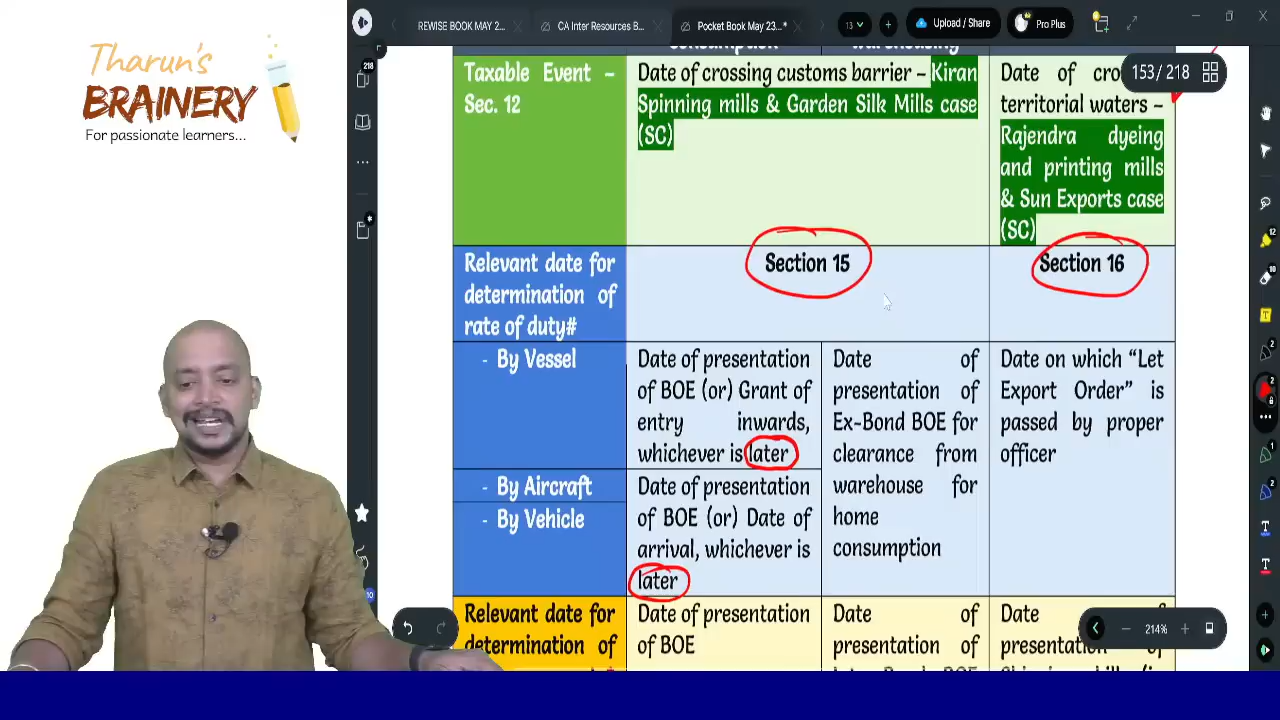 REWISE BOOK MAY 2...
CA Inter Resources B...
Pocket Book May 23...*
13
Upload / Share
Pro Plus
Tharun's
BRAINERY
For passionate learners...
218
153 / 218
consumption
warehousing
Taxable Event –
Sec. 12
Date of crossing customs barrier – Kiran
Spinning mills & Garden Silk Mills case
(SC)
Date of cro
territorial waters –
Rajendra dyeing
and printing mills
& Sun Exports case
(SC)
Relevant date for
determination of
rate of duty#
Section 15
Section 16
- By Vessel
Date of presentation
of BOE (or) Grant of
entry inwards,
whichever is later
Date of
presentation of
Ex-Bond BOE for
clearance from
warehouse for
home
consumption
Date on which “Let
Export Order” is
passed by proper
officer
- By Aircraft
- By Vehicle
Date of presentation
of BOE (or) Date of
arrival, whichever is
later
Relevant date for
determination of
Date of presentation
of BOE
Date of
presentation of
Date of
presentation of
214%